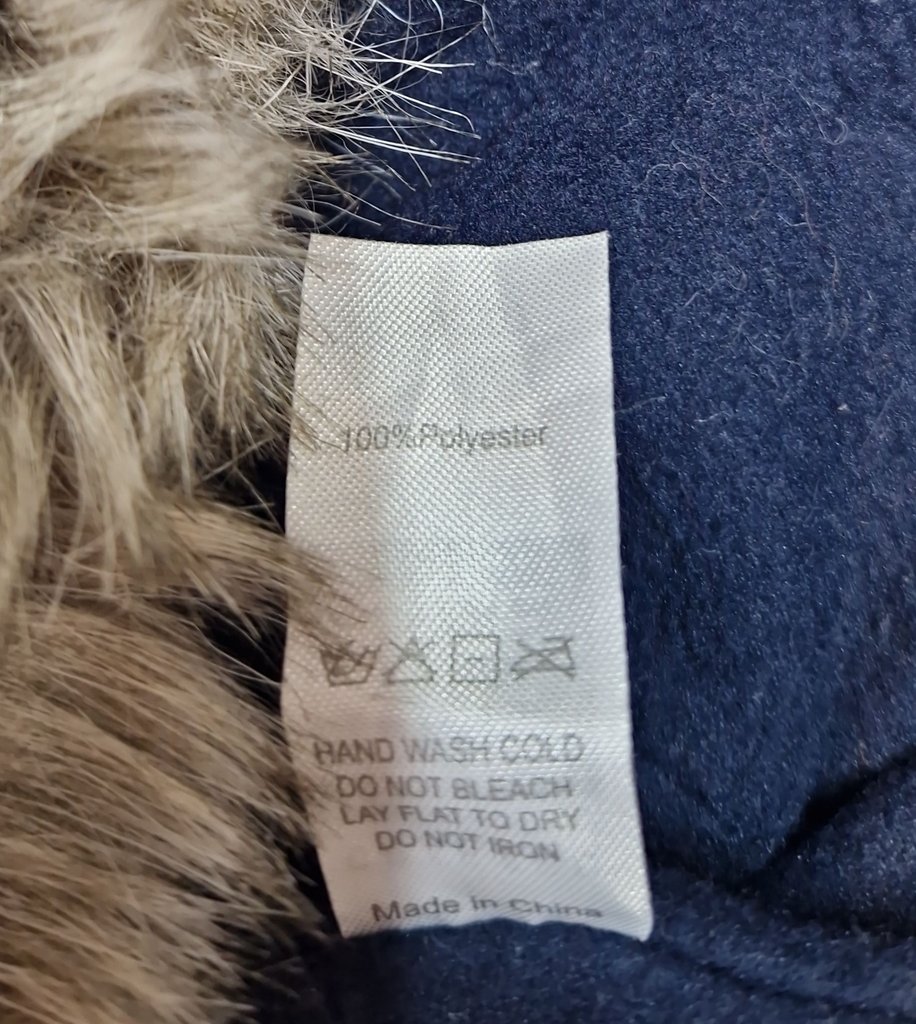 100%Polyester
HAND WASH COLD
DO NOT BLEACH
LAY FLAT TO DRY
DO NOT IRON
Made in China